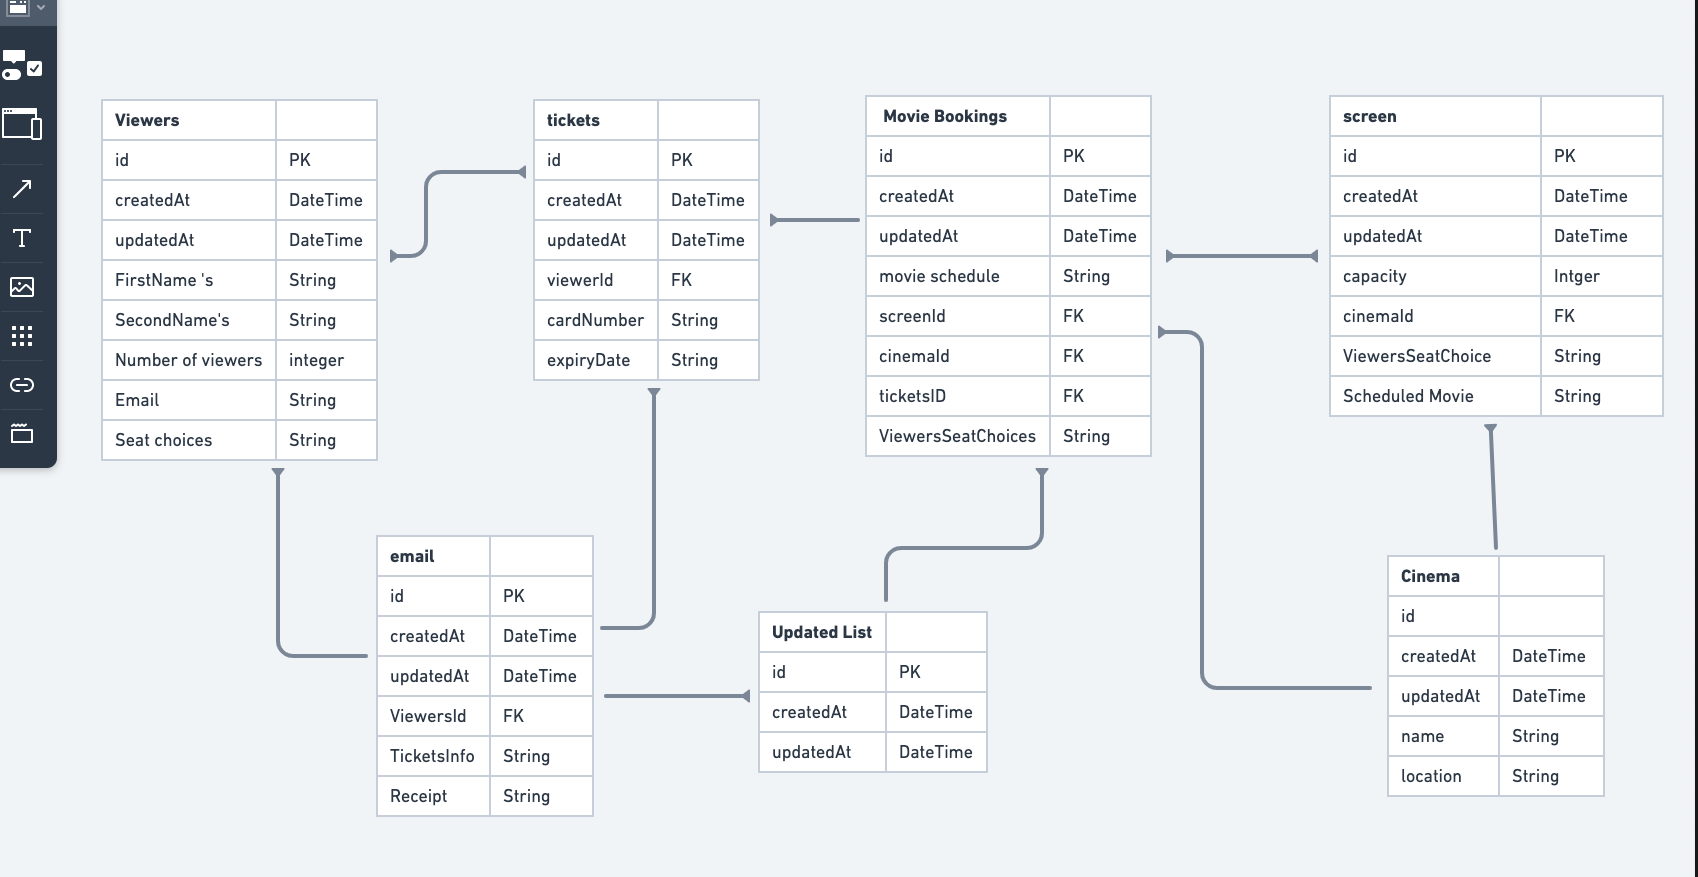 Viewers
id PK
createdAt DateTime
updatedAt DateTime
FirstName 's String
SecondName's String
Number of viewers integer
Email String
Seat choices String
tickets
id PK
createdAt DateTime
updatedAt DateTime
viewerId FK
cardNumber String
expiryDate String
Movie Bookings
id PK
createdAt DateTime
updatedAt DateTime
movie schedule String
screenId FK
cinemaId FK
ticketsID FK
ViewersSeatChoices String
screen
id PK
createdAt DateTime
updatedAt DateTime
capacity Intger
cinemaId FK
ViewersSeatChoice String
Scheduled Movie String
email
id PK
createdAt DateTime
updatedAt DateTime
ViewersId FK
TicketsInfo String
Receipt String
Updated List
id PK
createdAt DateTime
updatedAt DateTime
Cinema
id
createdAt DateTime
updatedAt DateTime
name String
location String